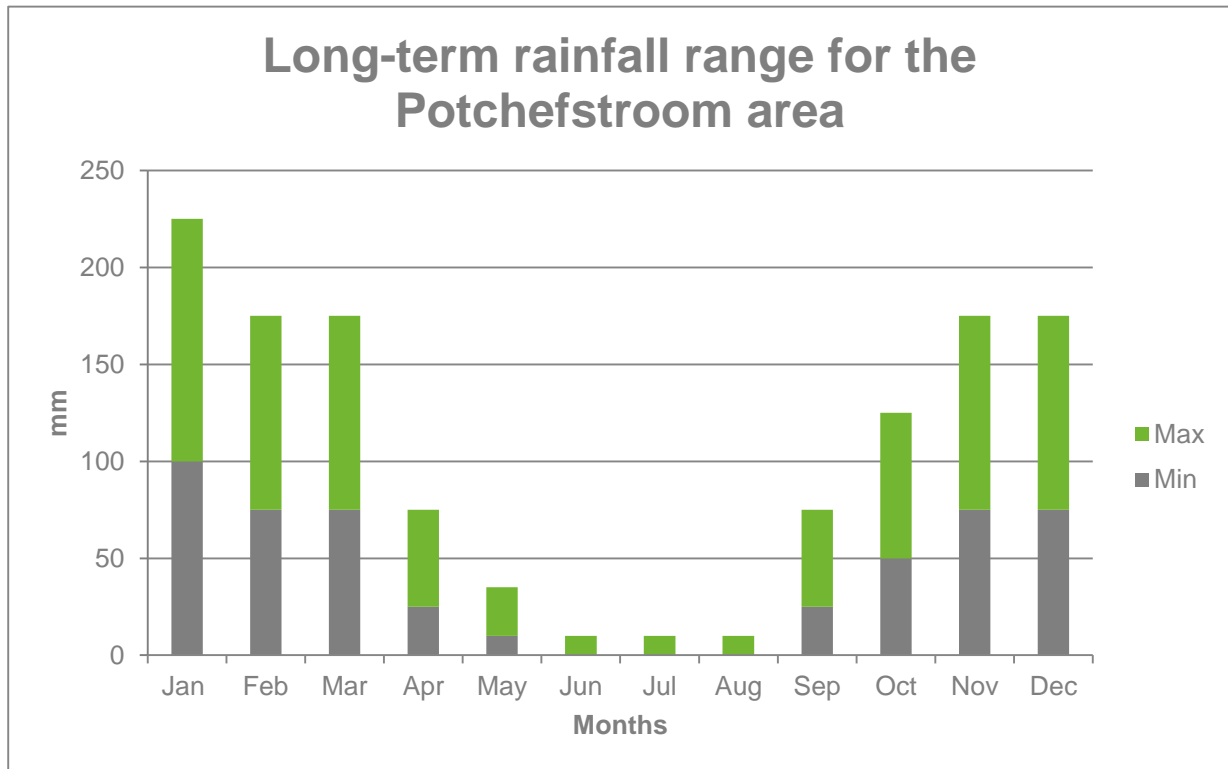 Long-term rainfall range for the
Potchefstroom area
250
200
150
100
50
0
mm
Jan Feb Mar Apr May Jun Jul Aug Sep Oct Nov Dec
Months
Max
Min